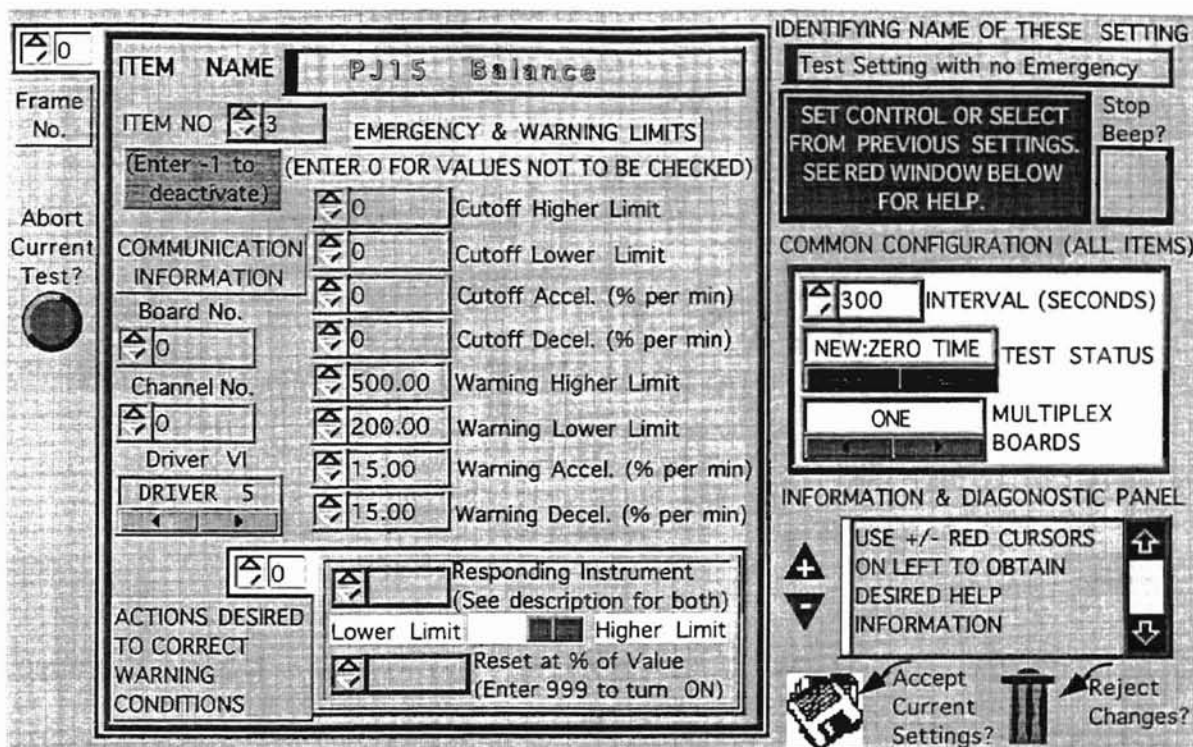 0
Frame
No.
Abort
Current
Test?
ITEM NAME PJ15 Balance
ITEM NO 3
(Enter -1 to
deactivate)
EMERGENCY & WARNING LIMITS
(ENTER 0 FOR VALUES NOT TO BE CHECKED)
0 Cutoff Higher Limit
0 Cutoff Lower Limit
0 Cutoff Accel. (% per min)
0 Cutoff Decel. (% per min)
500.00 Warning Higher Limit
200.00 Warning Lower Limit
15.00 Warning Accel. (% per min)
15.00 Warning Decel. (% per min)
COMMUNICATION
INFORMATION
Board No.
0
Channel No.
0
Driver VI
DRIVER 5
0
ACTIONS DESIRED
TO CORRECT
WARNING
CONDITIONS
Responding Instrument
(See description for both)
Lower Limit Higher Limit
Reset at % of Value
(Enter 999 to turn ON)
IDENTIFYING NAME OF THESE SETTING
Test Setting with no Emergency
SET CONTROL OR SELECT
FROM PREVIOUS SETTINGS.
SEE RED WINDOW BELOW
FOR HELP.
Stop
Beep?
COMMON CONFIGURATION (ALL ITEMS)
300 INTERVAL (SECONDS)
NEW:ZERO TIME TEST STATUS
ONE MULTIPLEX
BOARDS
INFORMATION & DIAGONOSTIC PANEL
+
-
USE +/- RED CURSORS
ON LEFT TO OBTAIN
DESIRED HELP
INFORMATION
Accept
Current
Settings?
Reject
Changes?